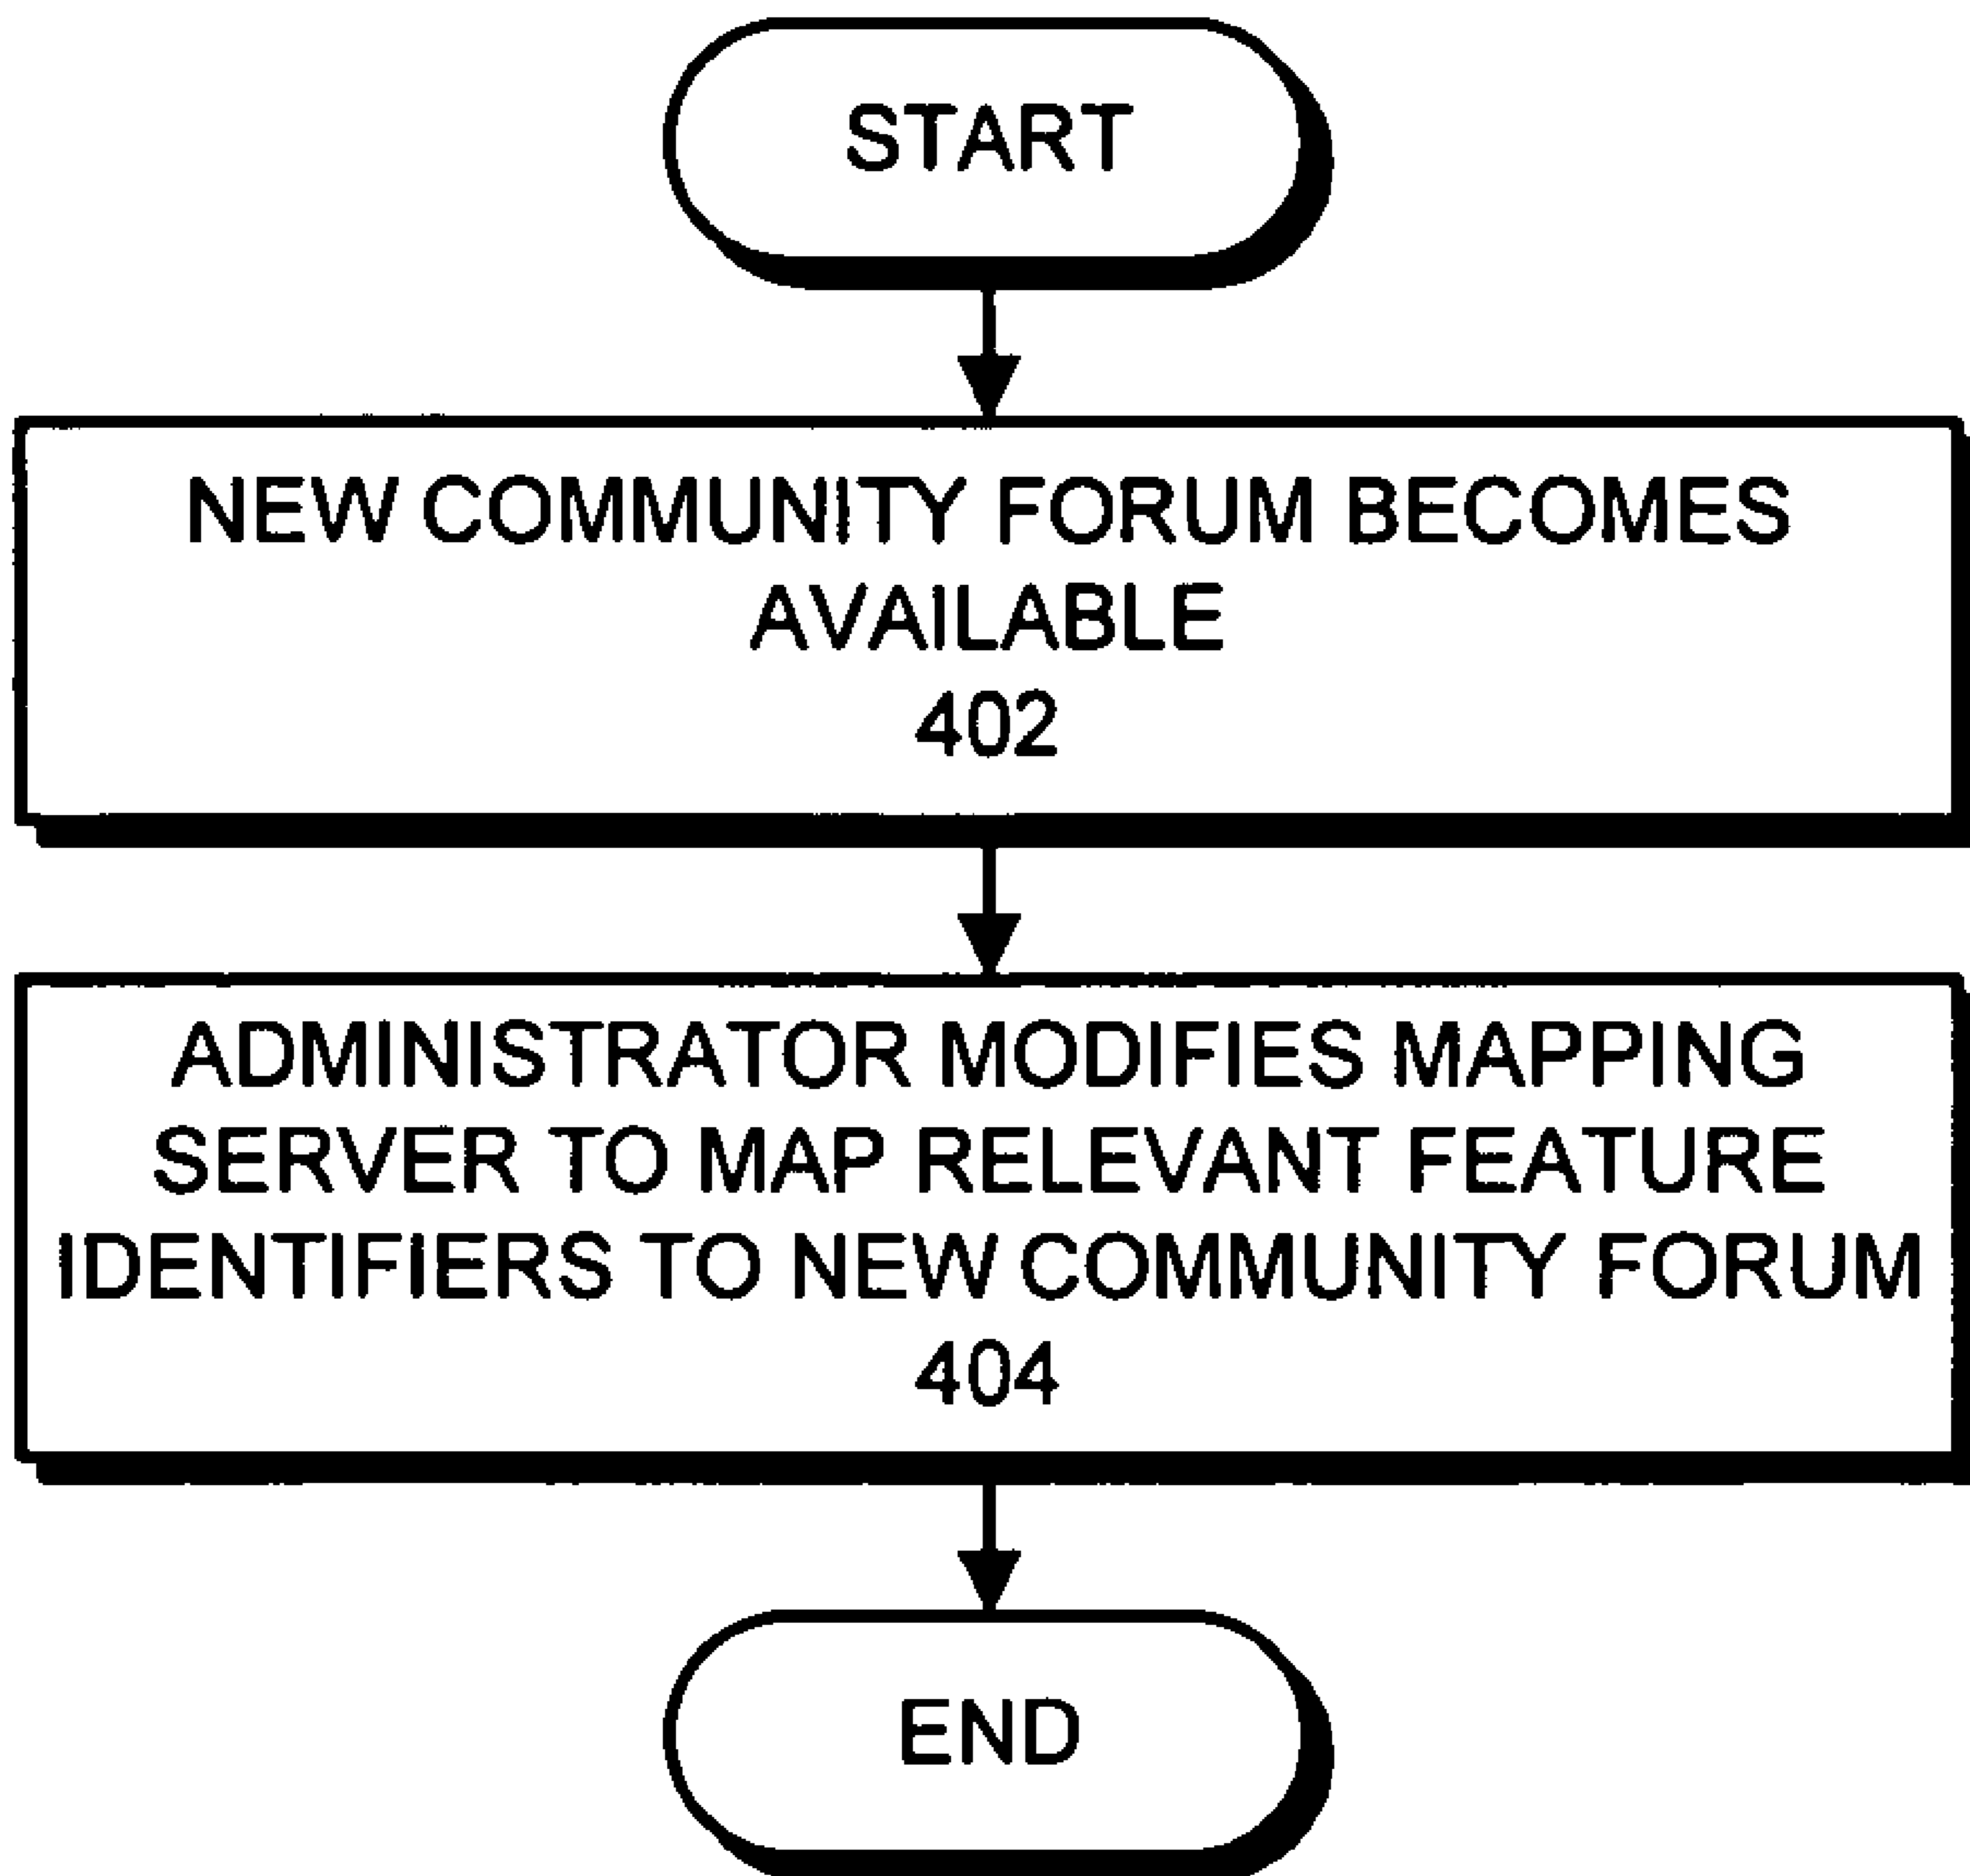 START
NEW COMMUNITY FORUM BECOMES
AVAILABLE
402
ADMINISTRATOR MODIFIES MAPPING
SERVER TO MAP RELEVANT FEATURE
IDENTIFIERS TO NEW COMMUNITY FORUM
404
END